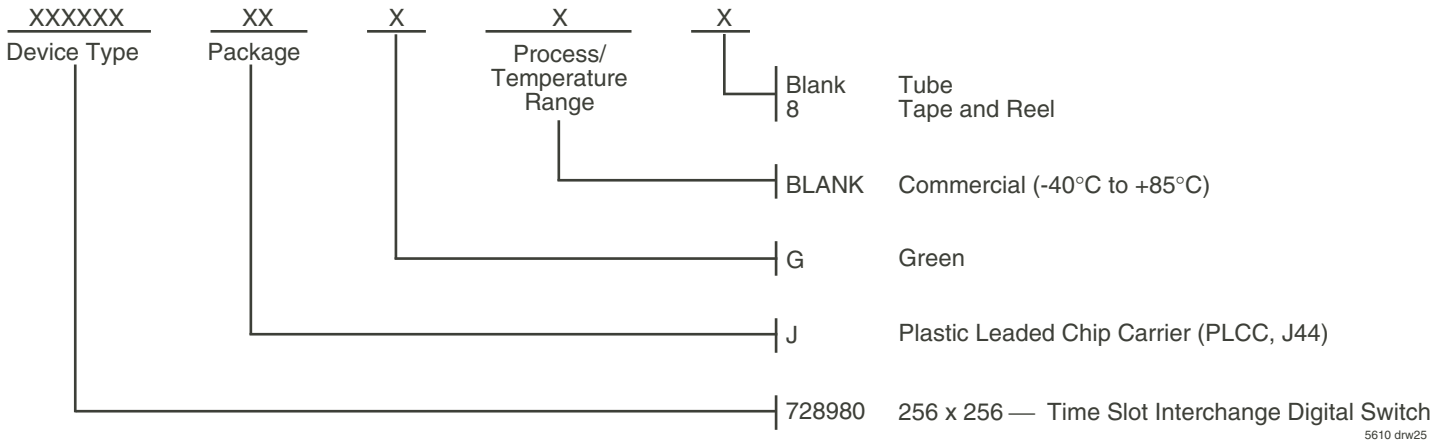 XXXXXX XX X X X
Device Type Package Process/
Temperature
Range
Blank Tube
8 Tape and Reel
BLANK Commercial (-40°C to +85°C)
G Green
J Plastic Leaded Chip Carrier (PLCC, J44)
728980 256 x 256 — Time Slot Interchange Digital Switch
5610 drw25